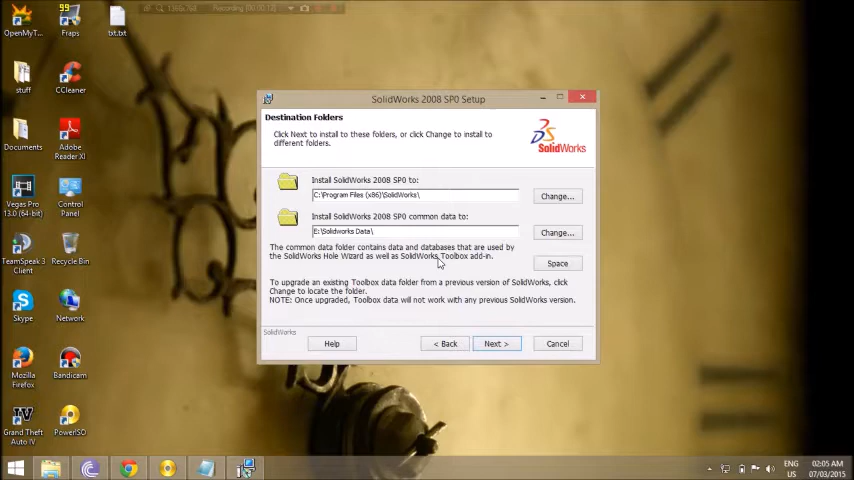 1366x768
Recording [00:00:12]
99
OpenMyT...
Fraps
txt.txt
stuff
CCleaner
Documents
Adobe
Reader XI
Vegas Pro
13.0 (64-bit)
Control
Panel
TeamSpeak 3
Client
Recycle Bin
Skype
Network
Mozilla
Firefox
Bandicam
Grand Theft
Auto IV
PowerISO
SolidWorks 2008 SP0 Setup
Destination Folders
Click Next to install to these folders, or click Change to install to
different folders.
SolidWorks
Install SolidWorks 2008 SP0 to:
C:\Program Files (x86)\SolidWorks\
Change...
Install SolidWorks 2008 SP0 common data to:
E:\Solidworks Data\
Change...
The common data folder contains data and databases that are used by
the SolidWorks Hole Wizard as well as SolidWorks Toolbox add-in.
Space
To upgrade an existing Toolbox data folder from a previous version of SolidWorks, click
Change to locate the folder.
NOTE: Once upgraded, Toolbox data will not work with any previous SolidWorks version.
SolidWorks
Help
< Back
Next >
Cancel
ENG
US
02:05 AM
07/03/2015